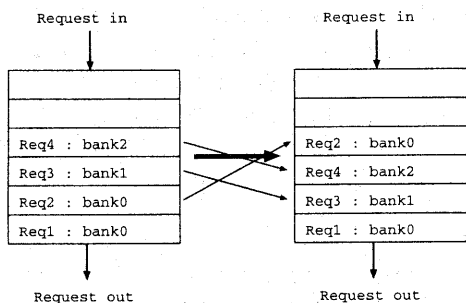 Request in
Request in
Req4 : bank2
Req3 : bank1
Req2 : bank0
Req1 : bank0
Req2 : bank0
Req4 : bank2
Req3 : bank1
Req1 : bank0
Request out
Request out